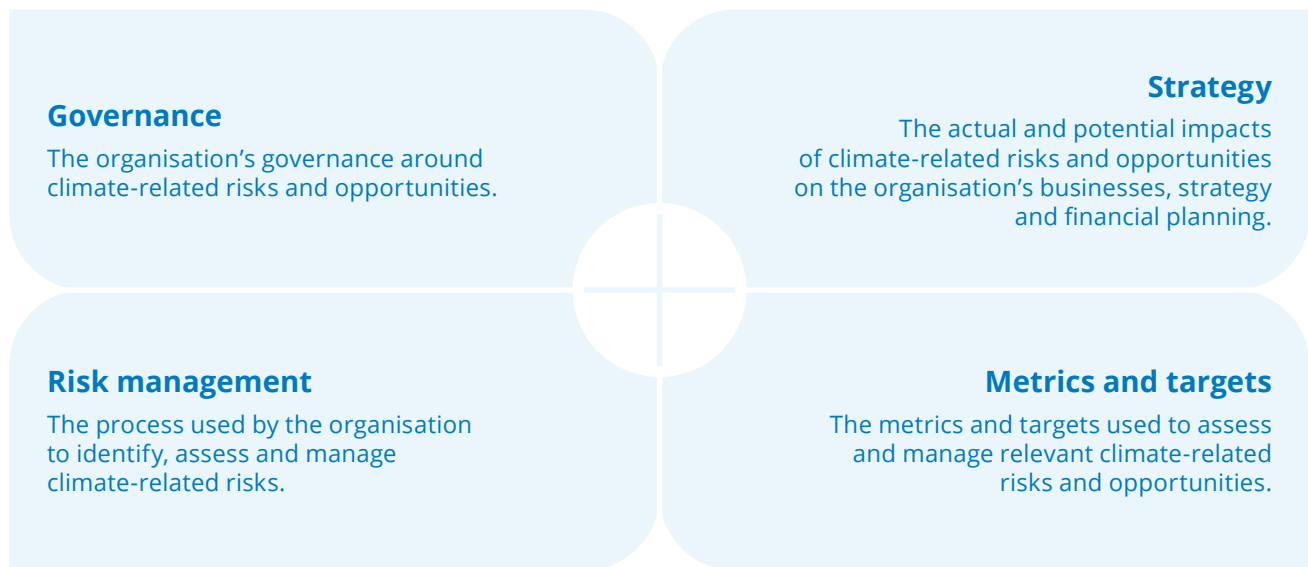 Governance
The organisation’s governance around
climate-related risks and opportunities.
Strategy
The actual and potential impacts
of climate-related risks and opportunities
on the organisation’s businesses, strategy
and financial planning.
Risk management
The process used by the organisation
to identify, assess and manage
climate-related risks.
Metrics and targets
The metrics and targets used to assess
and manage relevant climate-related
risks and opportunities.